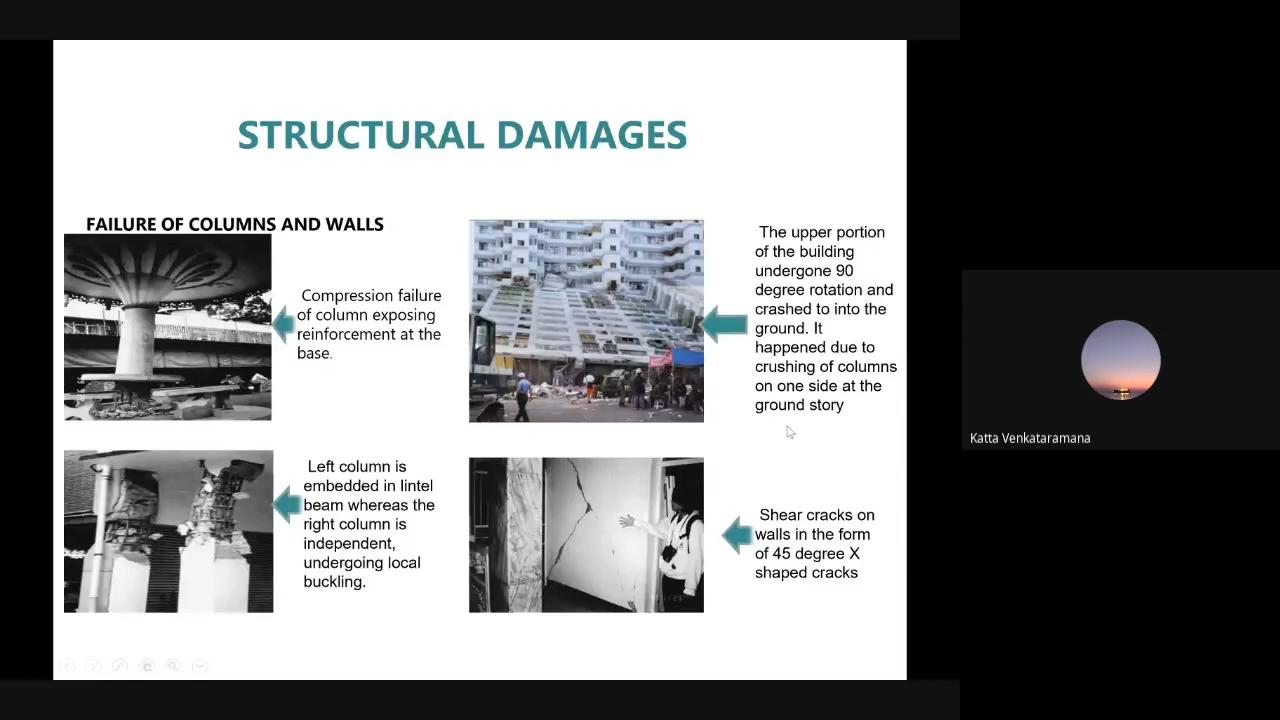 STRUCTURAL DAMAGES
FAILURE OF COLUMNS AND WALLS
Compression failure
of column exposing
reinforcement at the
base.
The upper portion
of the building
undergone 90
degree rotation and
crashed to into the
ground. It
happened due to
crushing of columns
on one side at the
ground story
Left column is
embedded in lintel
beam whereas the
right column is
independent,
undergoing local
buckling.
Shear cracks on
walls in the form
of 45 degree X
shaped cracks
Katta Venkataramana